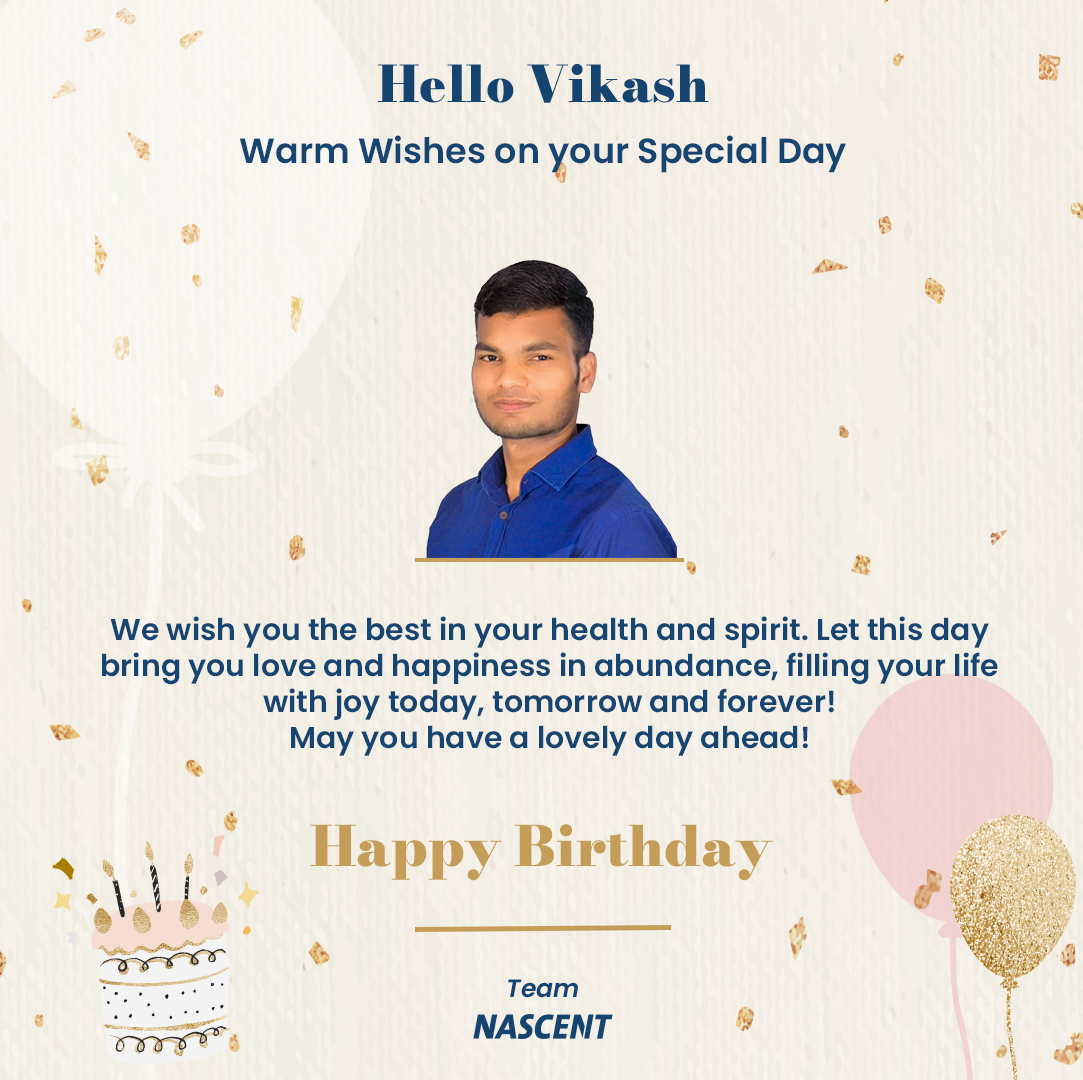 Hello Vikash
Warm Wishes on your Special Day
We wish you the best in your health and spirit. Let this day
bring you love and happiness in abundance, filling your life
with joy today, tomorrow and forever!
May you have a lovely day ahead!
Happy Birthday
Team
NASCENT